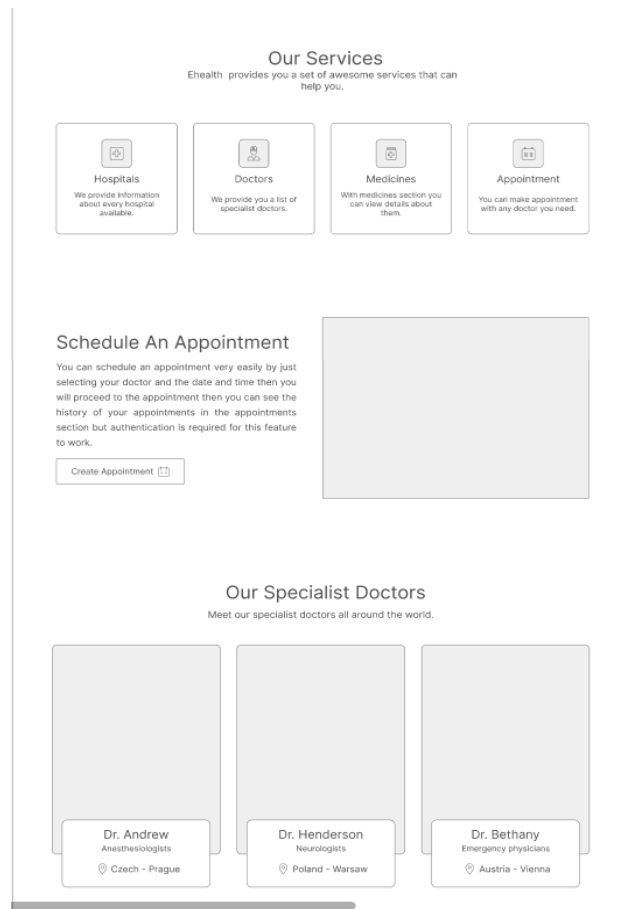 Our Services
Ehealth provides you a set of awesome services that can
help you.
Hospitals
We provide information
about every hospital
available.
Doctors
We provide you a list of
specialist doctors.
Medicines
With medicines section you
can view details about
them.
Appointment
You can make appointment
with any doctor you need.
Schedule An Appointment
You can schedule an appointment very easily by just
selecting your doctor and the date and time then you
will proceed to the appointment then you can see the
history of your appointments in the appointments
section but authentication is required for this feature
to work.
Create Appointment
Our Specialist Doctors
Meet our specialist doctors all around the world.
Dr. Andrew
Anesthesiologists
Czech - Prague
Dr. Henderson
Neurologists
Poland - Warsaw
Dr. Bethany
Emergency physicians
Austria - Vienna